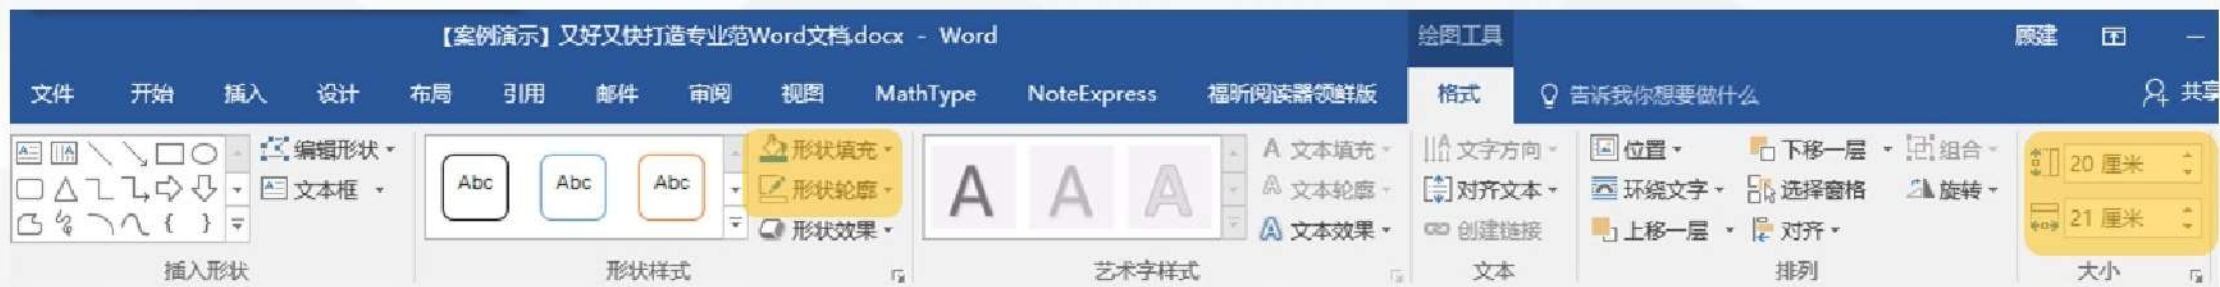 【案例演示】又好又快打造专业范Word文档.docx - Word 绘图工具 顾建
文件 开始 插入 设计 布局 引用 邮件 审阅 视图 MathType NoteExpress 福昕阅读器领鲜版 格式 告诉我你想要做什么 共享
编辑形状 形状填充 A 文本填充 文字方向 位置 下移一层 组合 20 厘米
文本框 Abc Abc Abc 形状轮廓 A A A A 文本轮廓 对齐文本 环绕文字 选择窗格 旋转
形状效果 A 文本效果 创建链接 上移一层 对齐 21 厘米
插入形状 形状样式 艺术字样式 文本 排列 大小